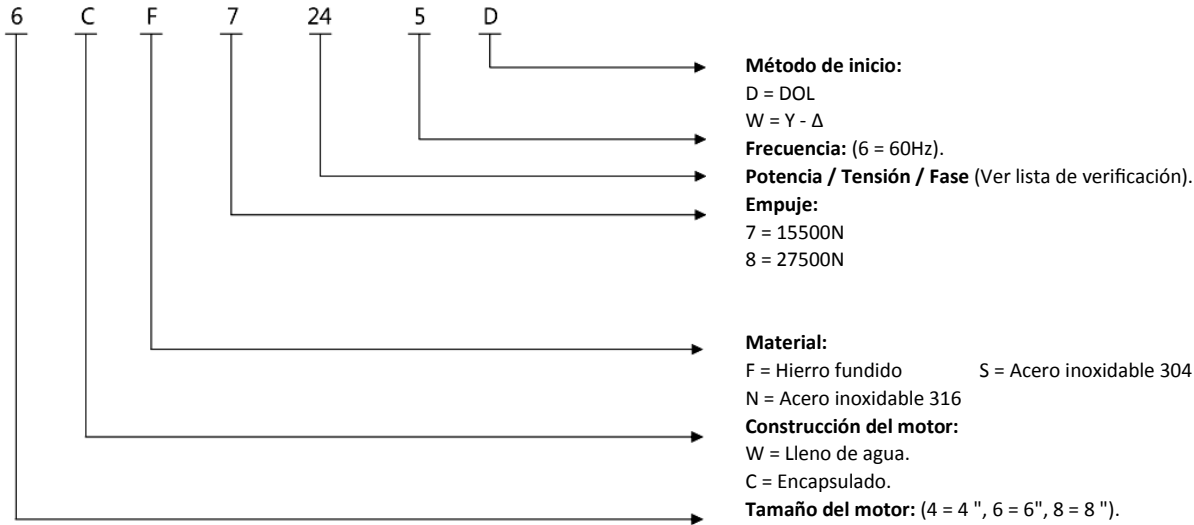 6 C F 7 24 5 D
Método de inicio:
D = DOL
W = Y - Δ
Frecuencia: (6 = 60Hz).
Potencia / Tensión / Fase (Ver lista de verificación).
Empuje:
7 = 15500N
8 = 27500N
Material:
F = Hierro fundido S = Acero inoxidable 304
N = Acero inoxidable 316
Construcción del motor:
W = Lleno de agua.
C = Encapsulado.
Tamaño del motor: (4 = 4 ", 6 = 6", 8 = 8 ").